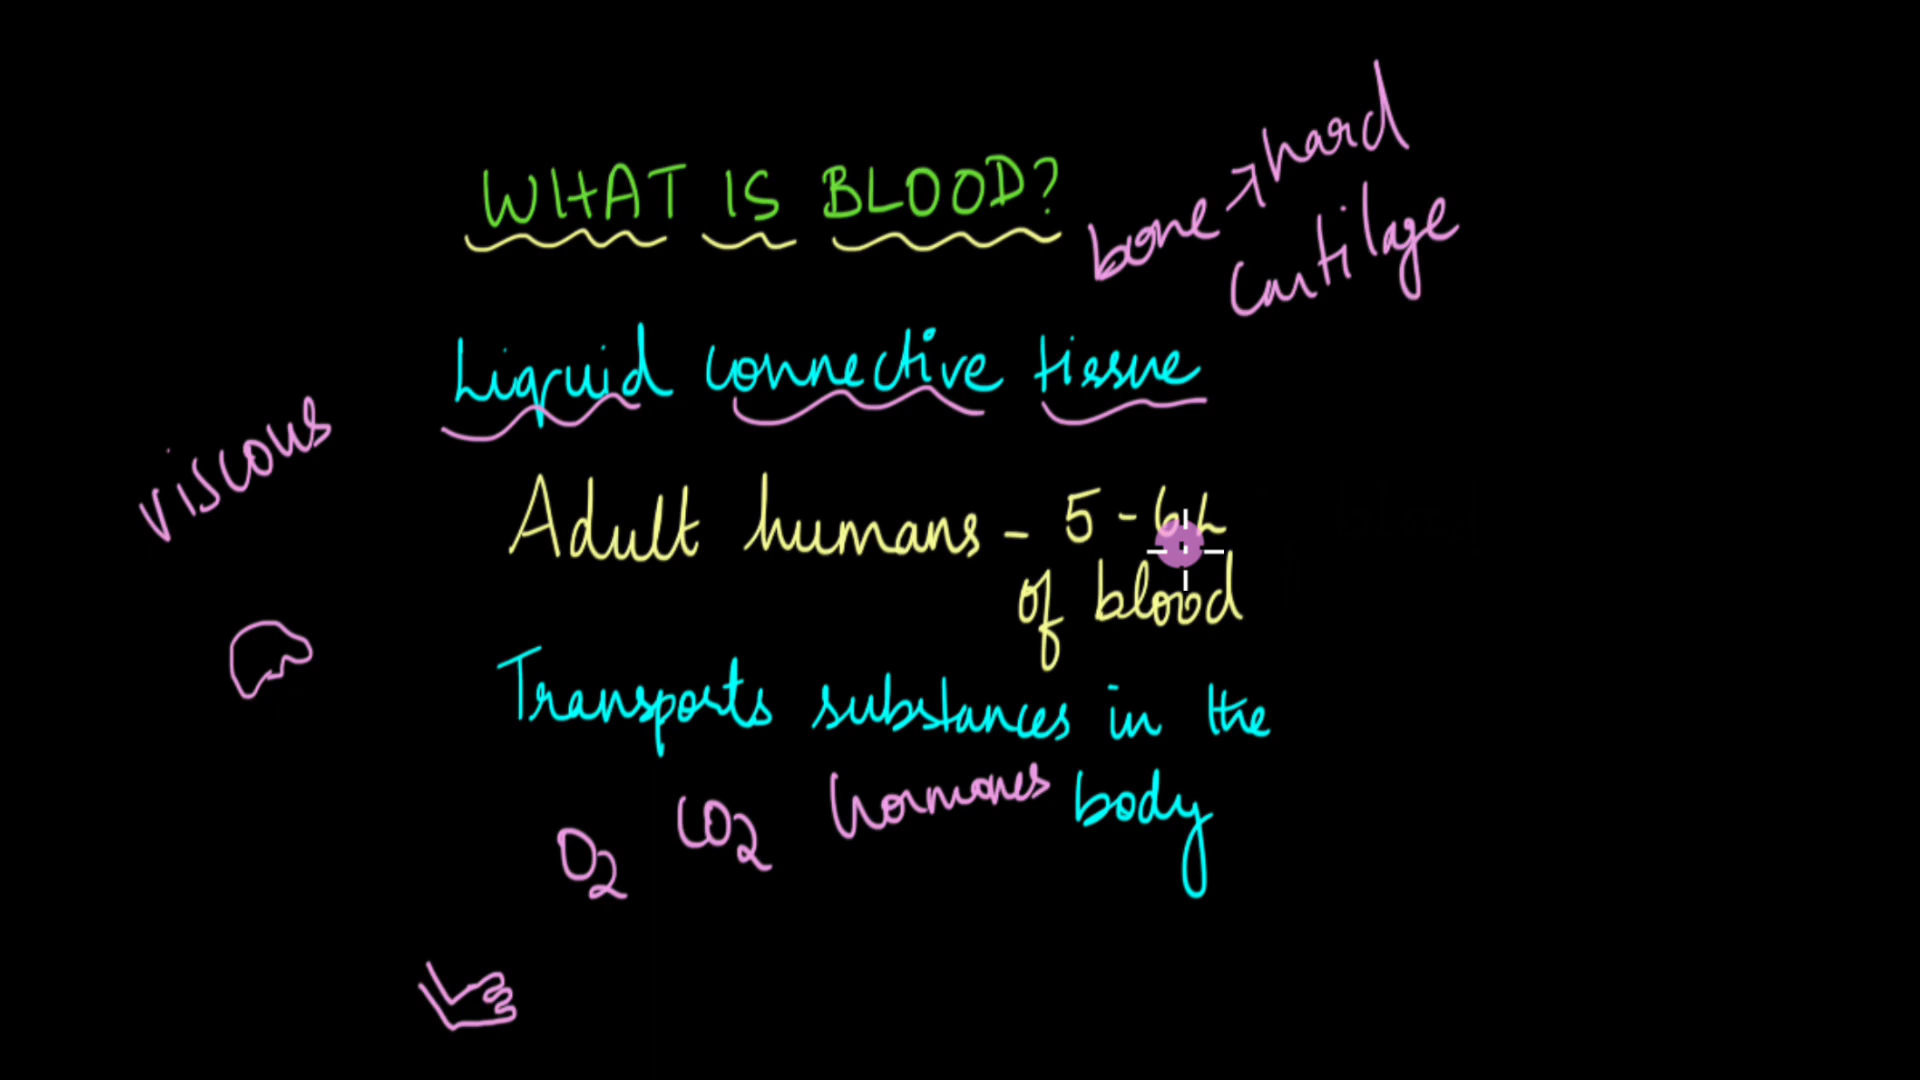 WHAT IS BLOOD?
bone → hard
Cartilage
Liquid connective tissue
viscous
Adult humans - 5 - 6L
of blood
Transports substances in the
body
O2 CO2 hormones